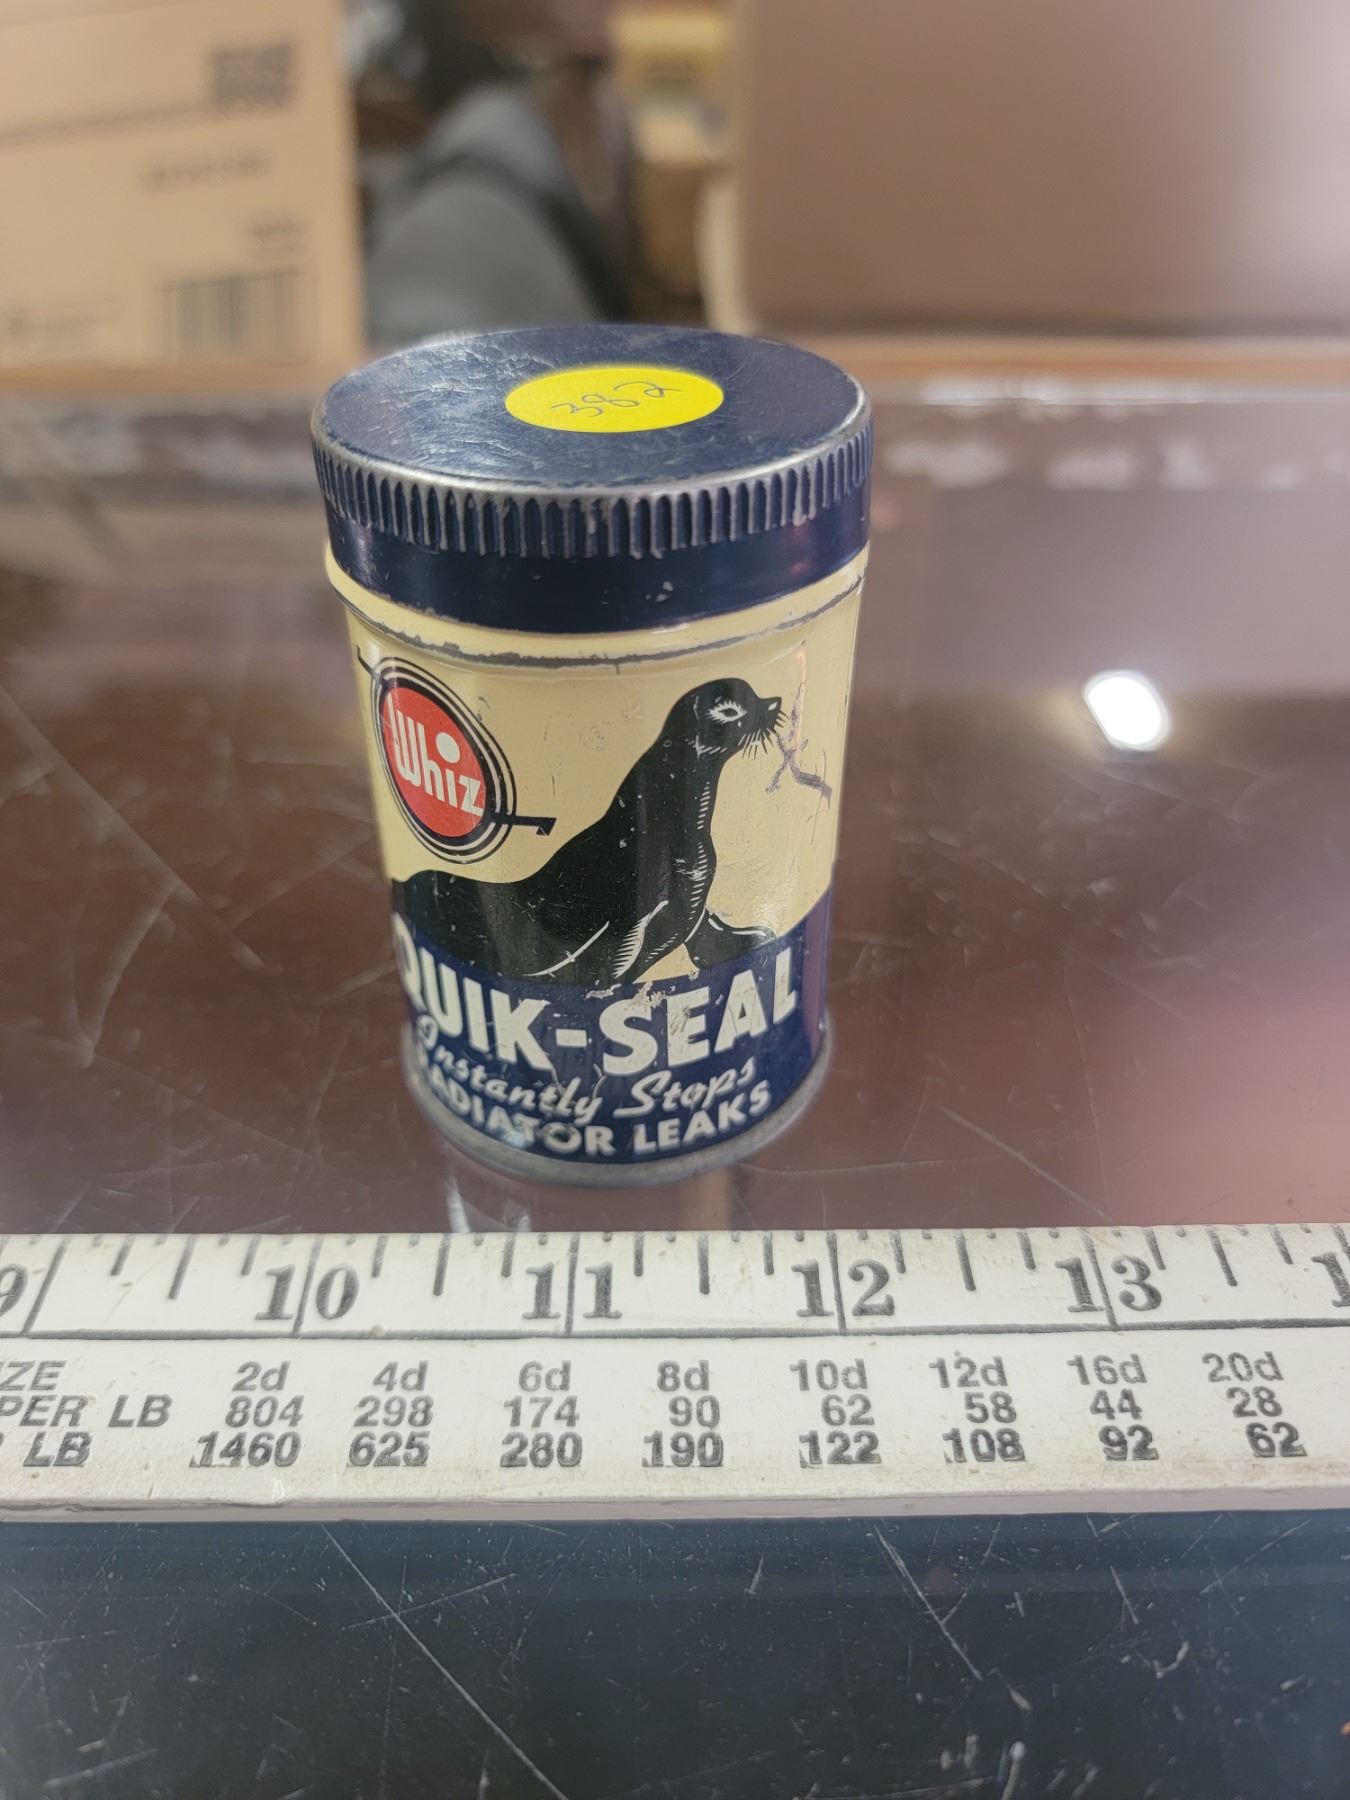 382
Whiz
QUIK-SEAL
Instantly Stops
RADIATOR LEAKS
9 10 11 12 13 1
IZE 2d 4d 6d 8d 10d 12d 16d 20d
PER LB 804 298 174 90 62 58 44 28
LB 1460 625 280 190 122 108 92 62